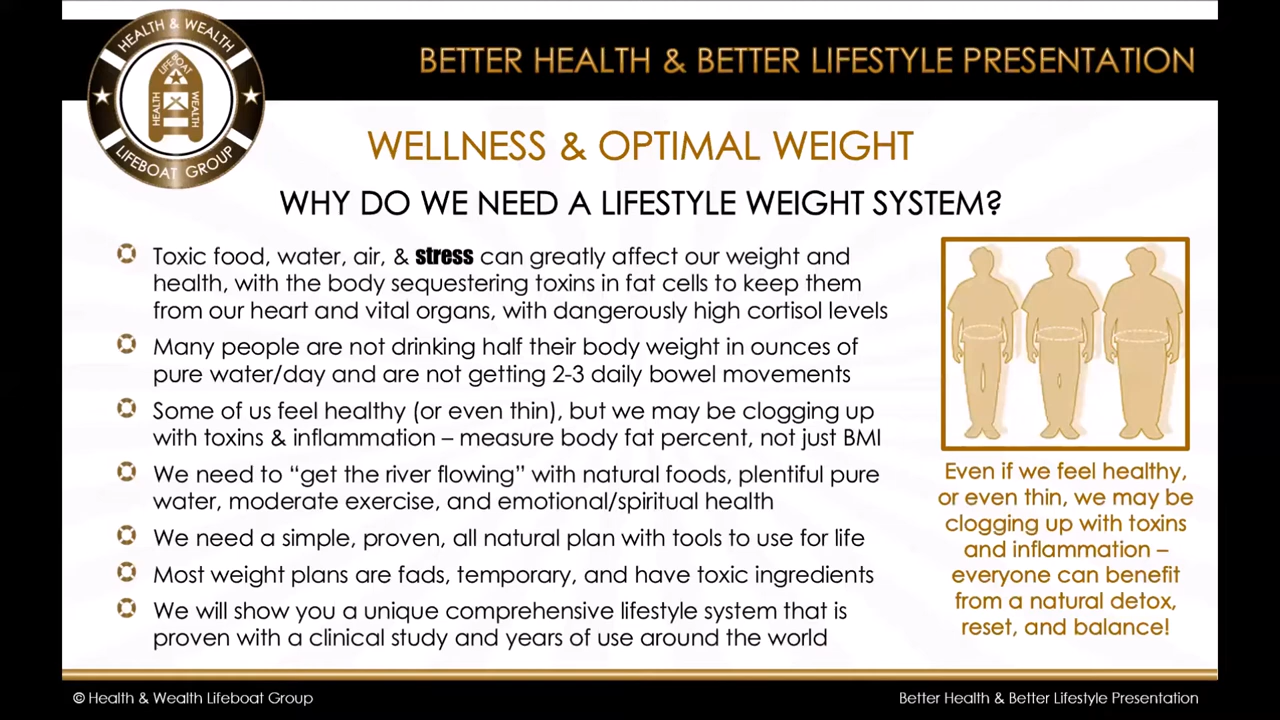 HEALTH & WEALTH
LIFEBOAT
HEALTH
WEALTH
LIFEBOAT GROUP
BETTER HEALTH & BETTER LIFESTYLE PRESENTATION
WELLNESS & OPTIMAL WEIGHT
WHY DO WE NEED A LIFESTYLE WEIGHT SYSTEM?
Toxic food, water, air, & stress can greatly affect our weight and
health, with the body sequestering toxins in fat cells to keep them
from our heart and vital organs, with dangerously high cortisol levels
Many people are not drinking half their body weight in ounces of
pure water/day and are not getting 2-3 daily bowel movements
Some of us feel healthy (or even thin), but we may be clogging up
with toxins & inflammation – measure body fat percent, not just BMI
We need to “get the river flowing” with natural foods, plentiful pure
water, moderate exercise, and emotional/spiritual health
We need a simple, proven, all natural plan with tools to use for life
Most weight plans are fads, temporary, and have toxic ingredients
We will show you a unique comprehensive lifestyle system that is
proven with a clinical study and years of use around the world
Even if we feel healthy,
or even thin, we may be
clogging up with toxins
and inflammation –
everyone can benefit
from a natural detox,
reset, and balance!
© Health & Wealth Lifeboat Group
Better Health & Better Lifestyle Presentation